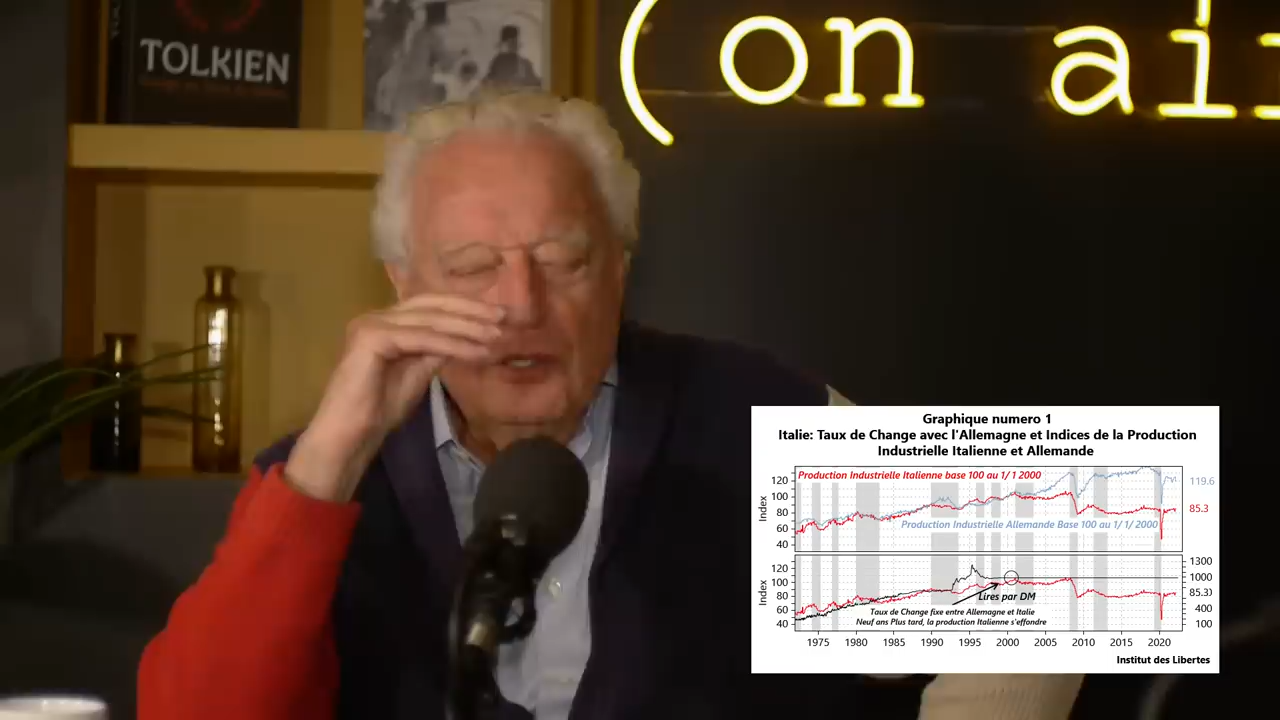 TOLKIEN
(on ai
Graphique numero 1
Italie: Taux de Change avec l'Allemagne et Indices de la Production
Industrielle Italienne et Allemande
Production Industrielle Italienne base 100 au 1/ 1 2000
Production Industrielle Allemande Base 100 au 1/ 1/ 2000
Index
120
100
80
60
40
119.6
85.3
Index
120
100
80
60
40
1300
1000
85.33
400
100
Lires par DM
Taux de Change fixe entre Allemagne et Italie
Neuf ans Plus tard, la production Italienne s'effondre
1975 1980 1985 1990 1995 2000 2005 2010 2015 2020
Institut des Libertes